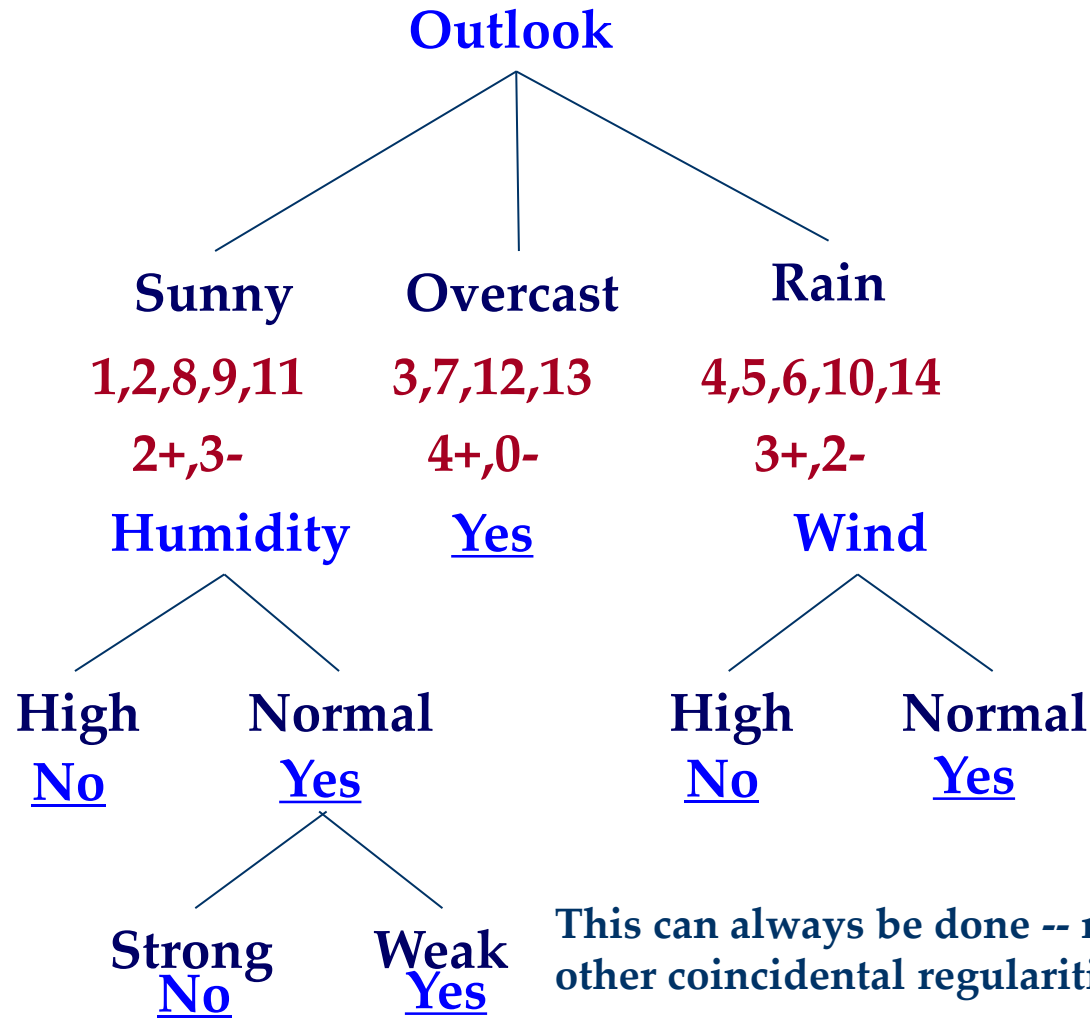 Outlook
Sunny Overcast Rain
1,2,8,9,11 3,7,12,13 4,5,6,10,14
2+,3- 4+,0- 3+,2-
Humidity Yes Wind
High Normal High Normal
No Yes No Yes
Strong Weak
No Yes
This can always be done --
other coincidental